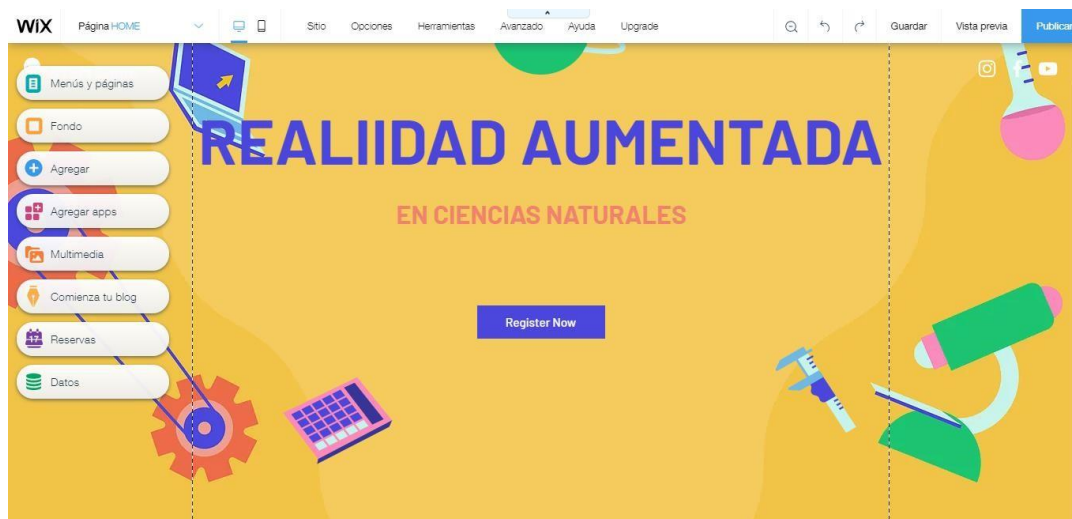 WiX Página HOME Sitio Opciones Herramientas Avanzado Ayuda Upgrade Guardar Vista previa Publicar
Menús y páginas
Fondo
Agregar
Agregar apps
Multimedia
Comienza tu blog
17
Reservas
Datos
REALIIDAD AUMENTADA
EN CIENCIAS NATURALES
Register Now